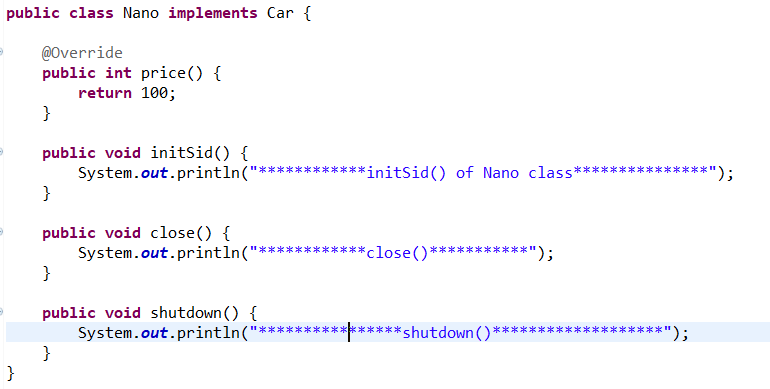 public class Nano implements Car {
@Override
public int price() {
return 100;
}
public void initSid() {
System.out.println("************initSid() of Nano class***************");
}
public void close() {
System.out.println("************close()***********");
}
public void shutdown() {
System.out.println("****************shutdown()*******************");
}
}